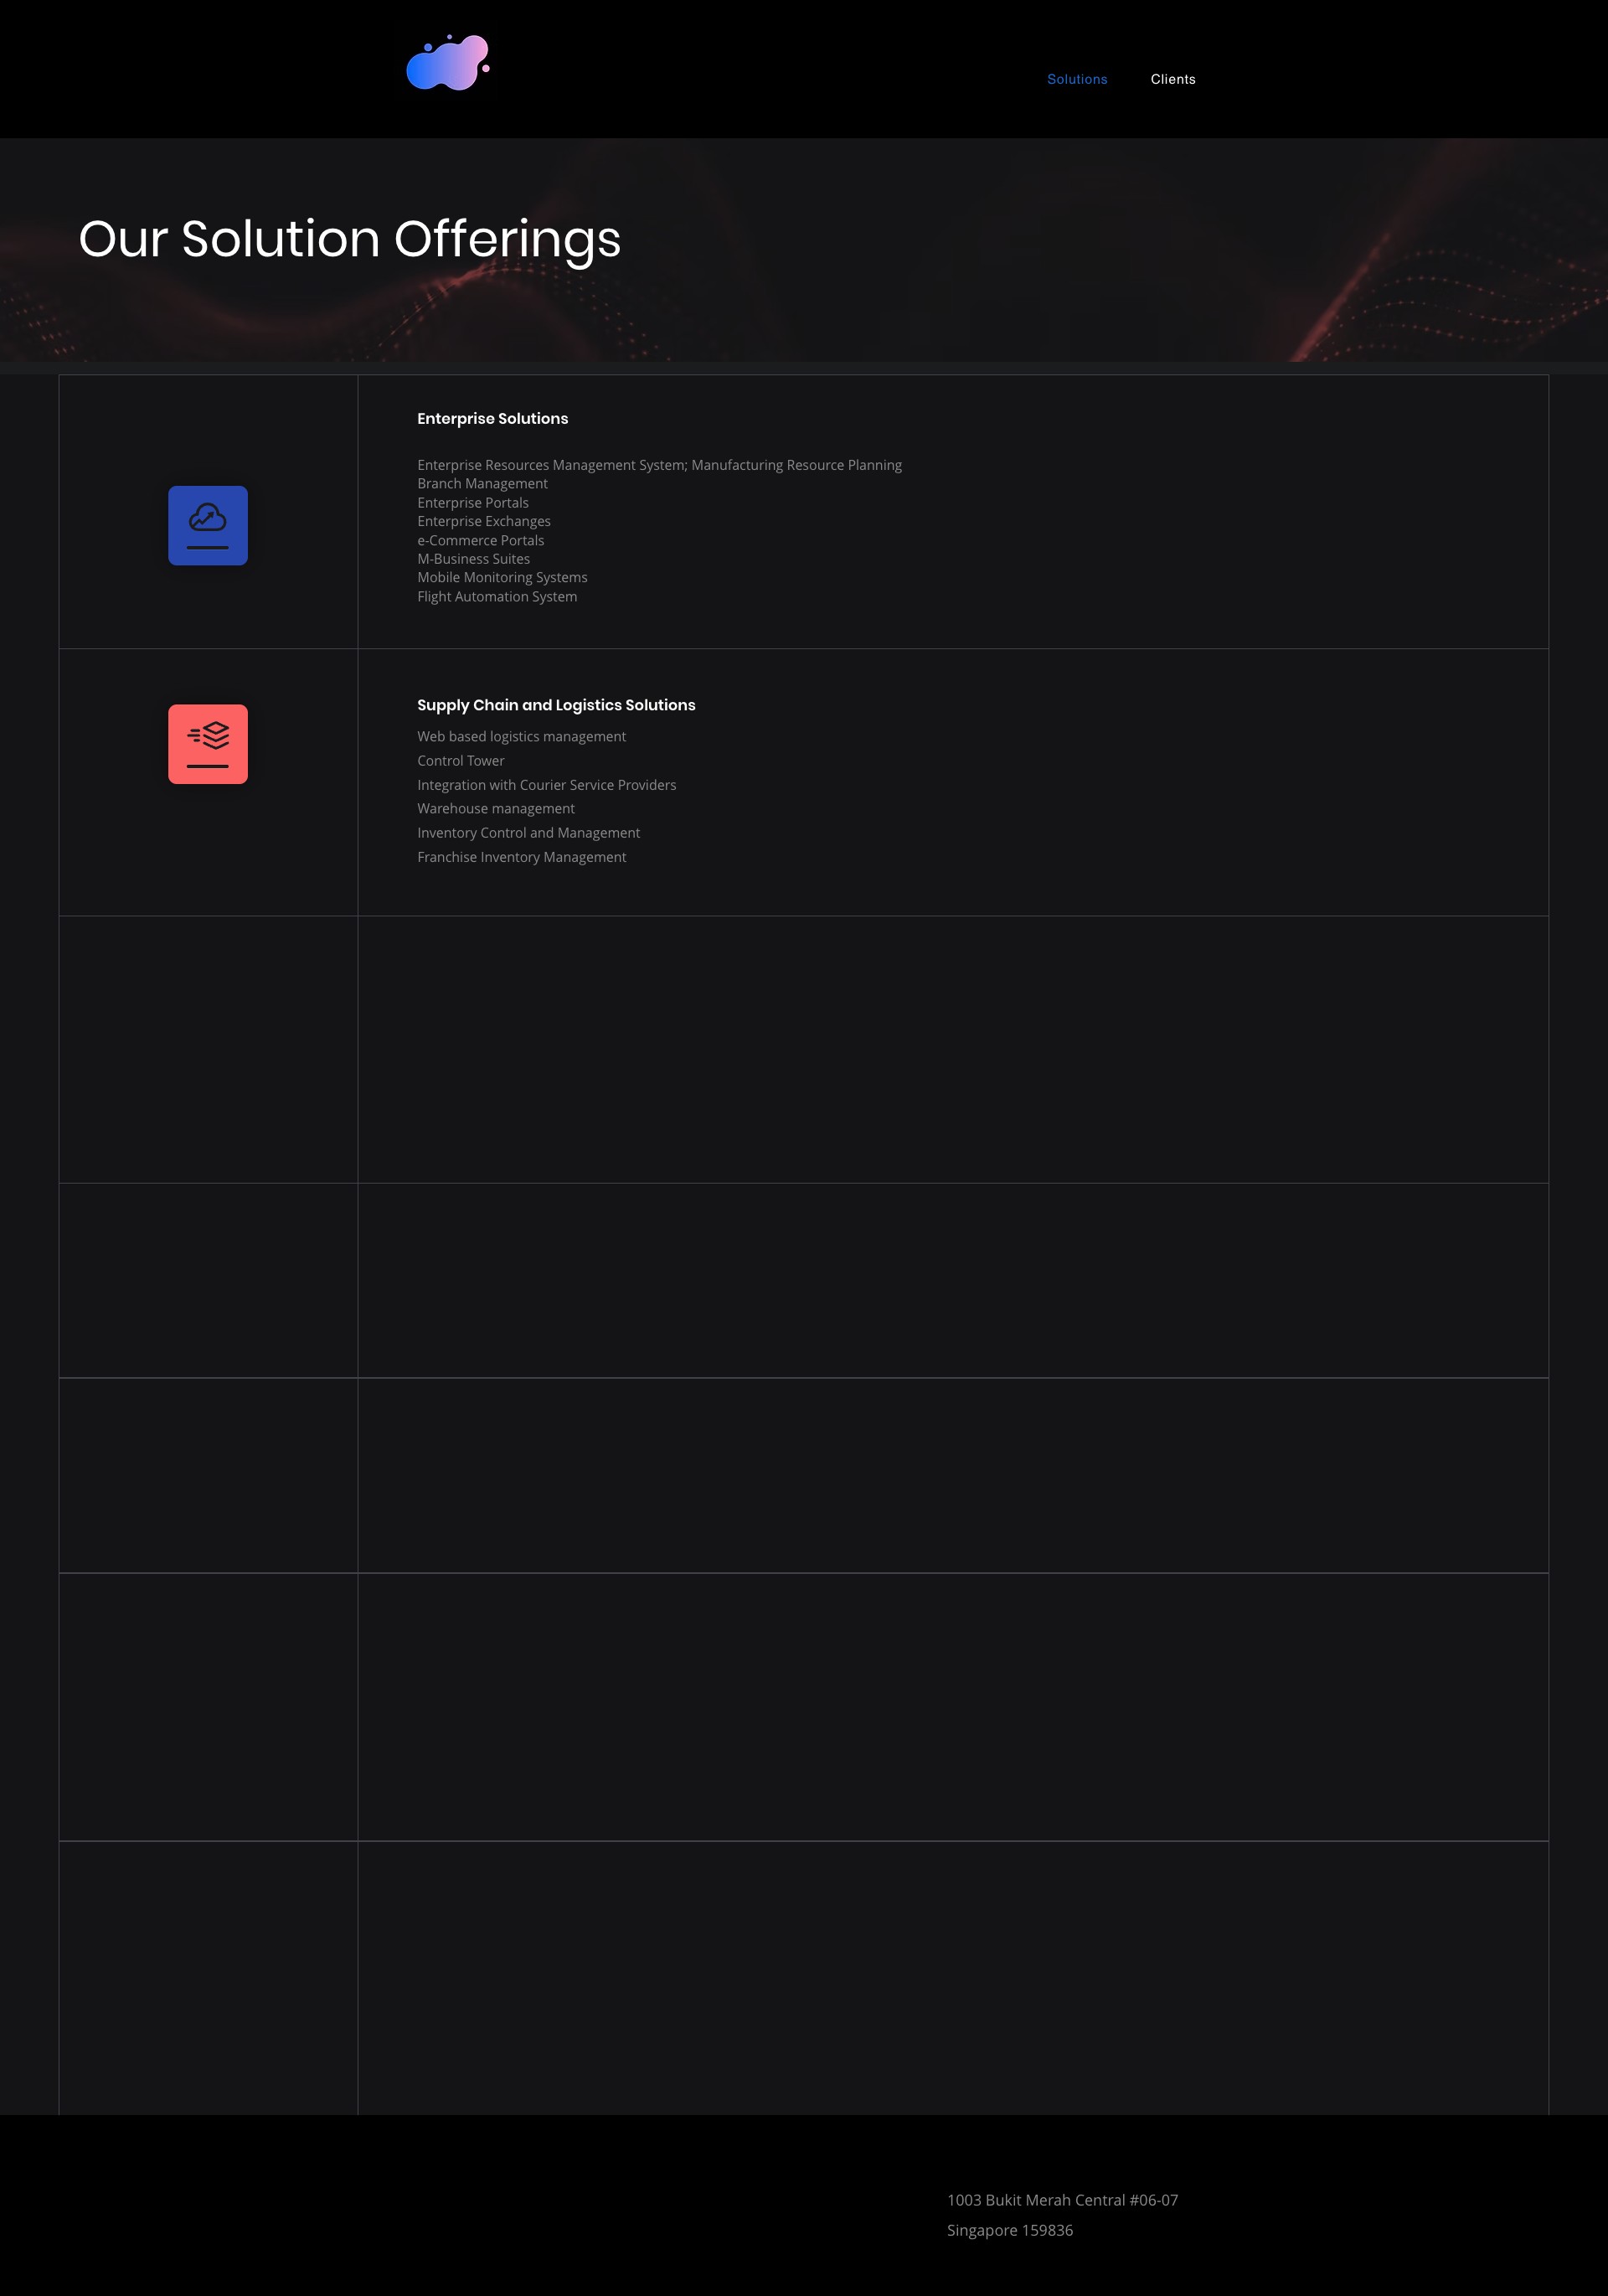 Solutions
Clients
Our Solution Offerings
Enterprise Solutions
Enterprise Resources Management System; Manufacturing Resource Planning
Branch Management
Enterprise Portals
Enterprise Exchanges
e-Commerce Portals
M-Business Suites
Mobile Monitoring Systems
Flight Automation System
Supply Chain and Logistics Solutions
Web based logistics management
Control Tower
Integration with Courier Service Providers
Warehouse management
Inventory Control and Management
Franchise Inventory Management
1003 Bukit Merah Central #06-07
Singapore 159836